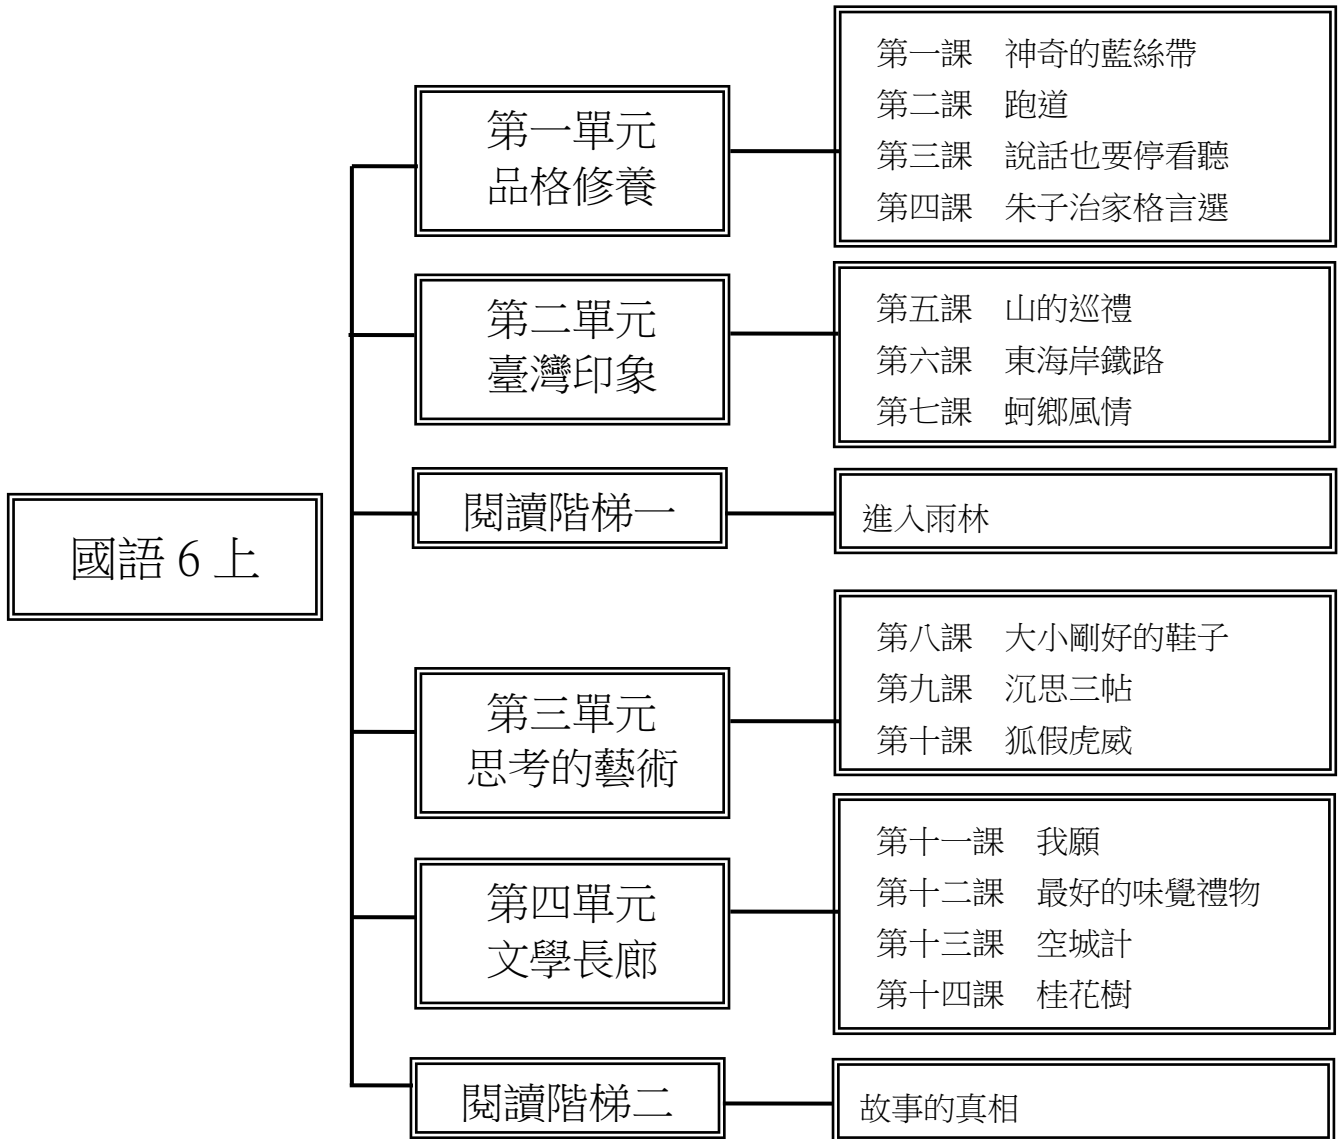 國語 6 上
第一單元
品格修養
第一課　神奇的藍絲帶
第二課　跑道
第三課　說話也要停看聽
第四課　朱子治家格言選
第二單元
臺灣印象
第五課　山的巡禮
第六課　東海岸鐵路
第七課　蚵鄉風情
閱讀階梯一
進入雨林
第三單元
思考的藝術
第八課　大小剛好的鞋子
第九課　沉思三帖
第十課　狐假虎威
第四單元
文學長廊
第十一課　我願
第十二課　最好的味覺禮物
第十三課　空城計
第十四課　桂花樹
閱讀階梯二
故事的真相